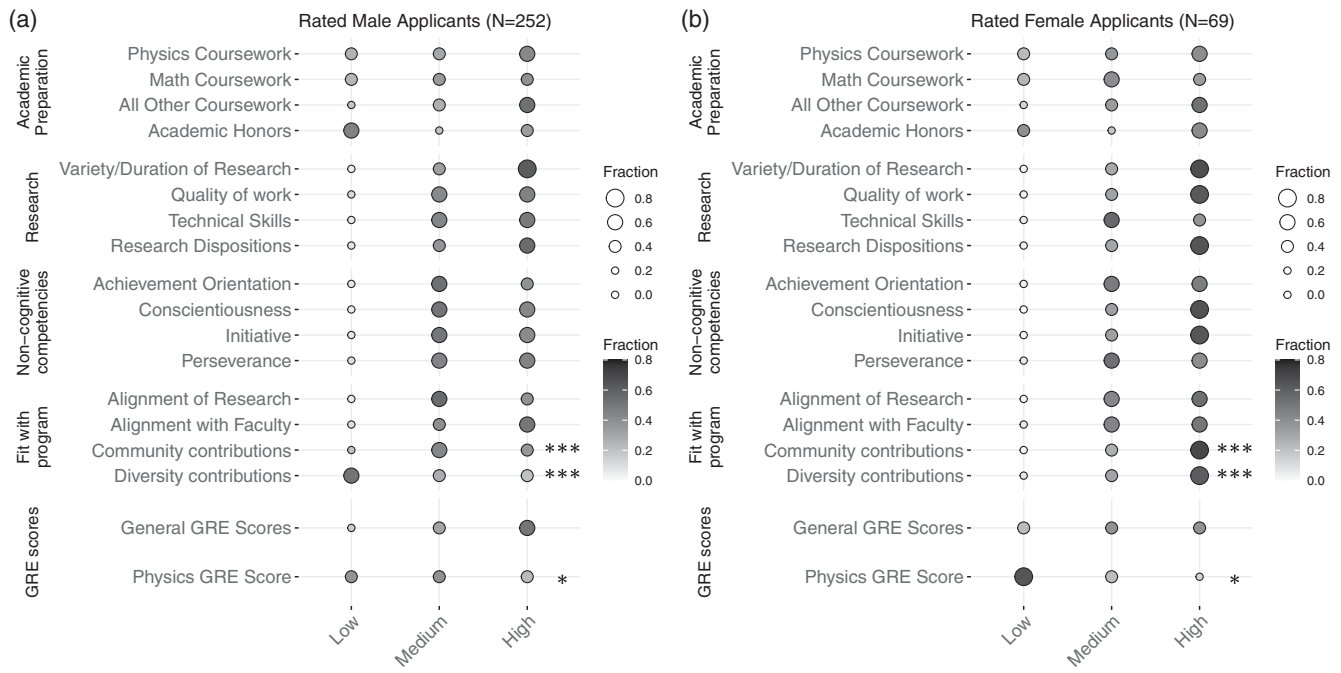 (a)
Rated Male Applicants (N=252)
Academic
Preparation
Physics Coursework
Math Coursework
All Other Coursework
Academic Honors
Research
Variety/Duration of Research
Quality of work
Technical Skills
Research Dispositions
Non−cognitive
competencies
Achievement Orientation
Conscientiousness
Initiative
Perseverance
Fit with
program
Alignment of Research
Alignment with Faculty
Community contributions ***
Diversity contributions ***
GRE scores
General GRE Scores
Physics GRE Score *
Low
Medium
High
Fraction
0.8
0.6
0.4
0.2
0.0
Fraction
0.8
0.6
0.4
0.2
0.0
(b)
Rated Female Applicants (N=69)
Academic
Preparation
Physics Coursework
Math Coursework
All Other Coursework
Academic Honors
Research
Variety/Duration of Research
Quality of work
Technical Skills
Research Dispositions
Non−cognitive
competencies
Achievement Orientation
Conscientiousness
Initiative
Perseverance
Fit with
program
Alignment of Research
Alignment with Faculty
Community contributions ***
Diversity contributions ***
GRE scores
General GRE Scores
Physics GRE Score *
Low
Medium
High
Fraction
0.8
0.6
0.4
0.2
0.0
Fraction
0.8
0.6
0.4
0.2
0.0